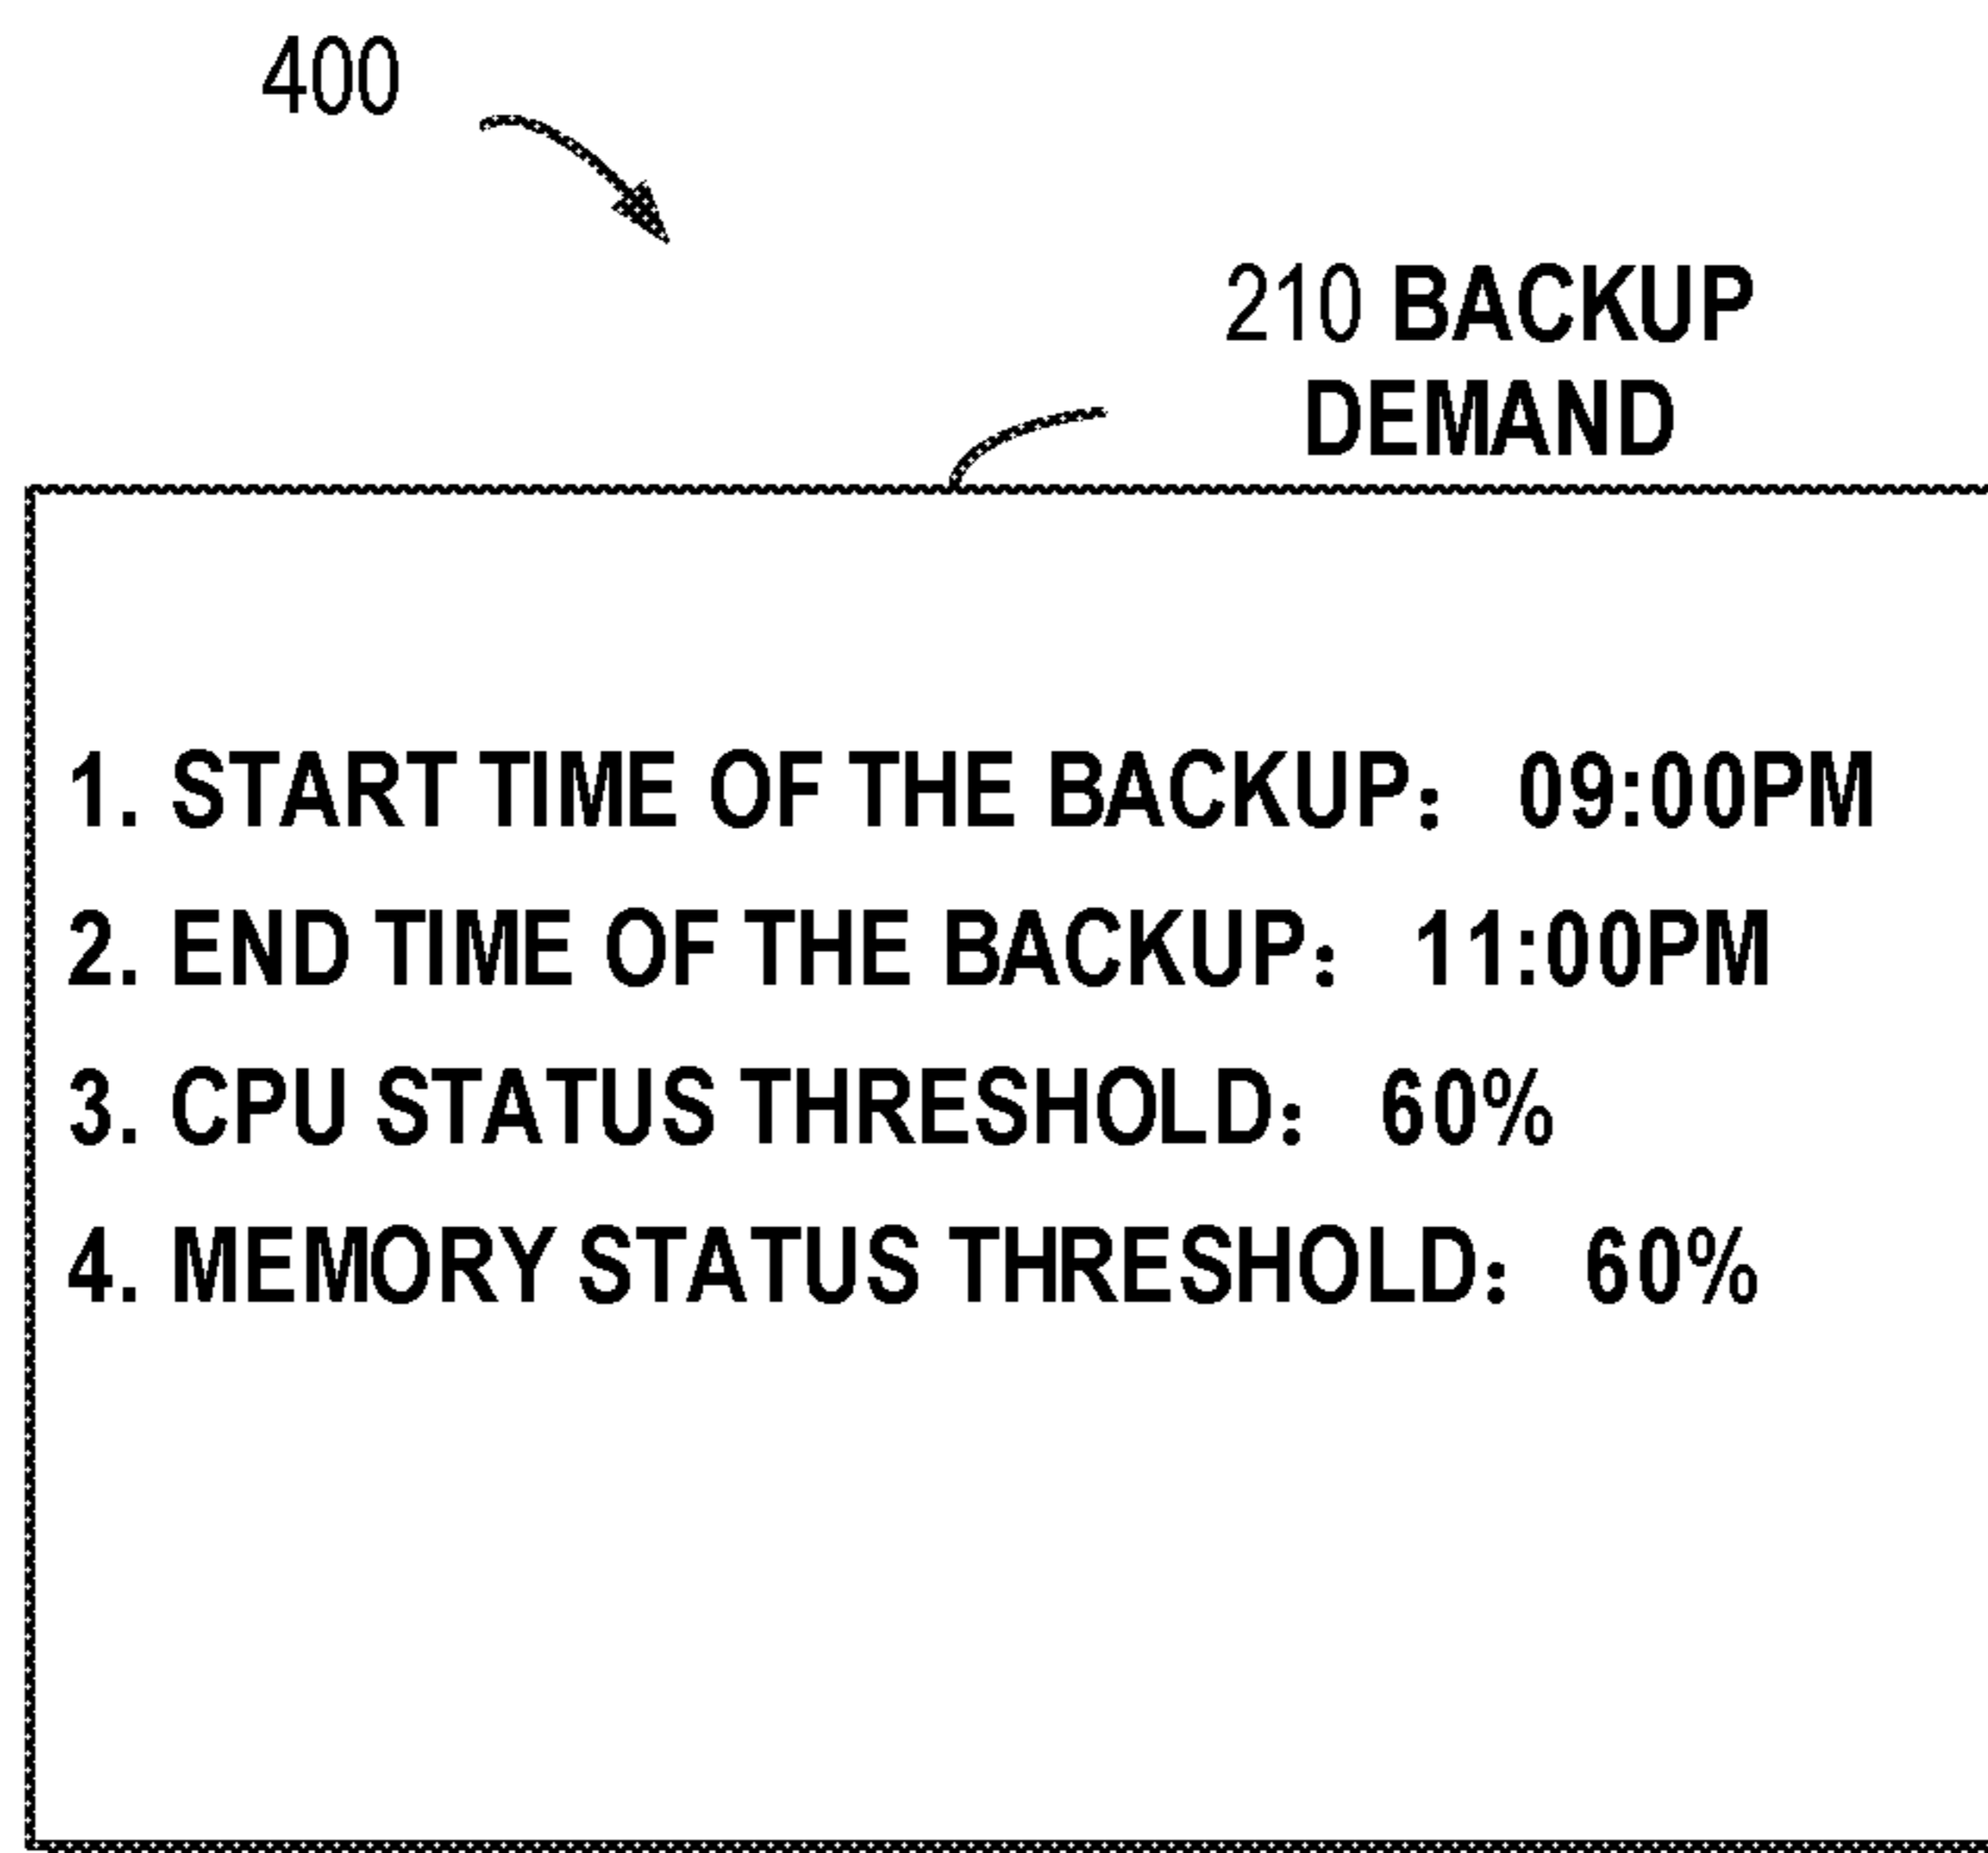 400
210 BACKUP
DEMAND
1. START TIME OF THE BACKUP: 09:00PM
2. END TIME OF THE BACKUP: 11:00PM
3. CPU STATUS THRESHOLD: 60%
4. MEMORY STATUS THRESHOLD: 60%